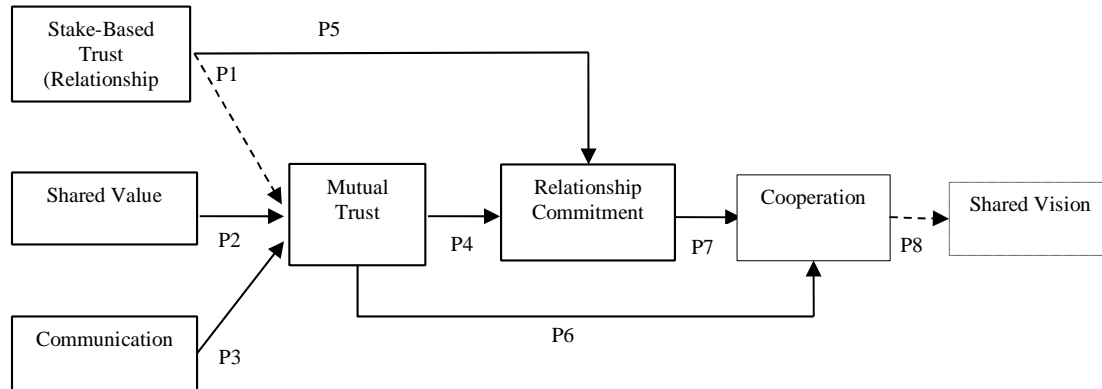 Stake-Based
Trust
(Relationship
P5
P1
Shared Value
Mutual
Trust
Relationship
Commitment
Cooperation
Shared Vision
P2
P4
P7
P8
Communication
P3
P6